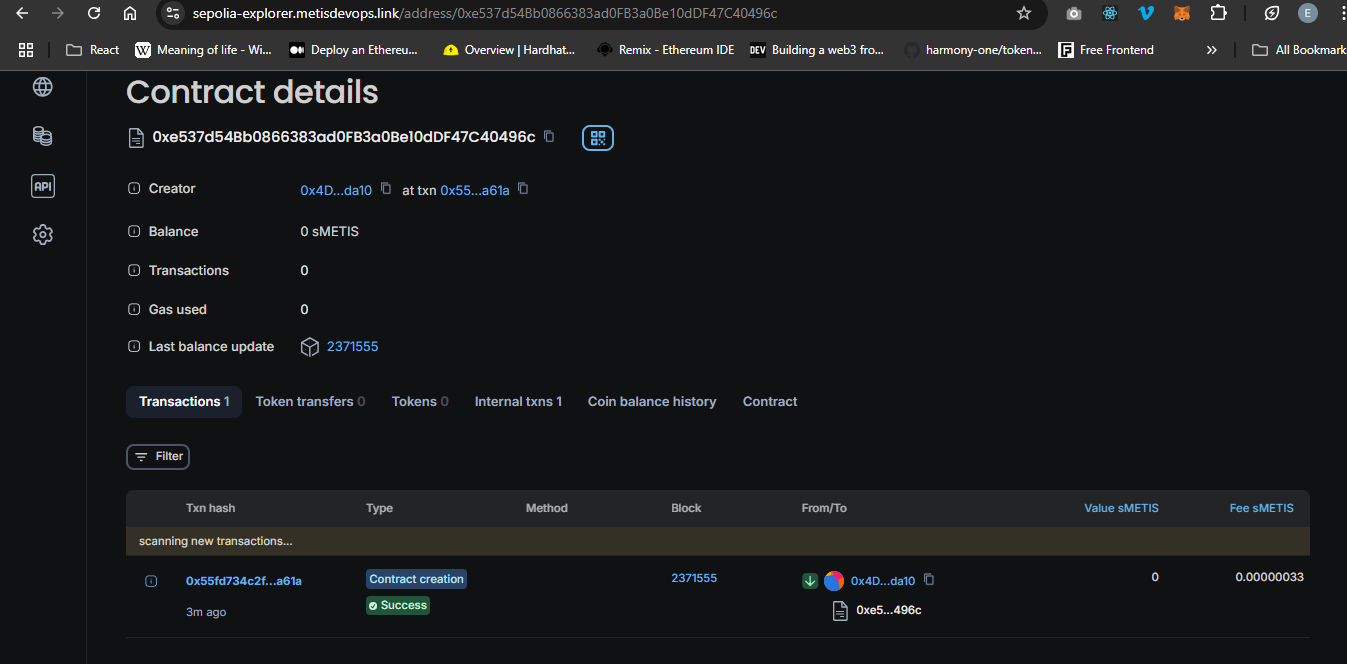 sepolia-explorer.metisdevops.link/address/0xe537d54Bb0866383ad0FB3a0Be10dDF47C40496c
E
React
W Meaning of life - Wi...
Deploy an Ethereu...
Overview | Hardhat...
Remix - Ethereum IDE
DEV Building a web3 fro...
harmony-one/token...
F Free Frontend
»
All Bookmark
API
Contract details
0xe537d54Bb0866383ad0FB3a0Be10dDF47C40496c
Creator 0x4D...da10 at txn 0x55...a61a
Balance 0 sMETIS
Transactions 0
Gas used 0
Last balance update 2371555
Transactions 1 Token transfers 0 Tokens 0 Internal txns 1 Coin balance history Contract
Filter
Txn hash Type Method Block From/To Value sMETIS Fee sMETIS
scanning new transactions...
0x55fd734c2f...a61a Contract creation 2371555 0x4D...da10 0 0.00000033
3m ago Success 0xe5...496c